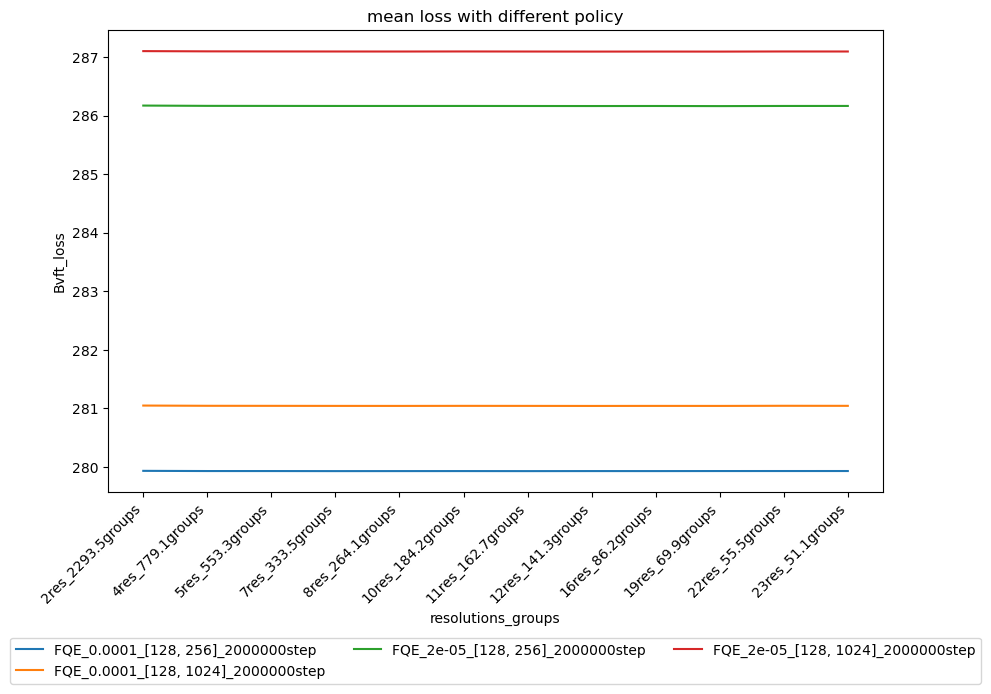 mean loss with different policy
287
286
285
284
283
282
281
280
Bvft_loss
2res_2293.5groups
4res_779.1groups
5res_553.3groups
7res_333.5groups
8res_264.1groups
10res_184.2groups
11res_162.7groups
12res_141.3groups
16res_86.2groups
19res_69.9groups
22res_55.5groups
23res_51.1groups
resolutions_groups
FQE_0.0001_[128, 256]_2000000step
FQE_0.0001_[128, 1024]_2000000step
FQE_2e-05_[128, 256]_2000000step
FQE_2e-05_[128, 1024]_2000000step